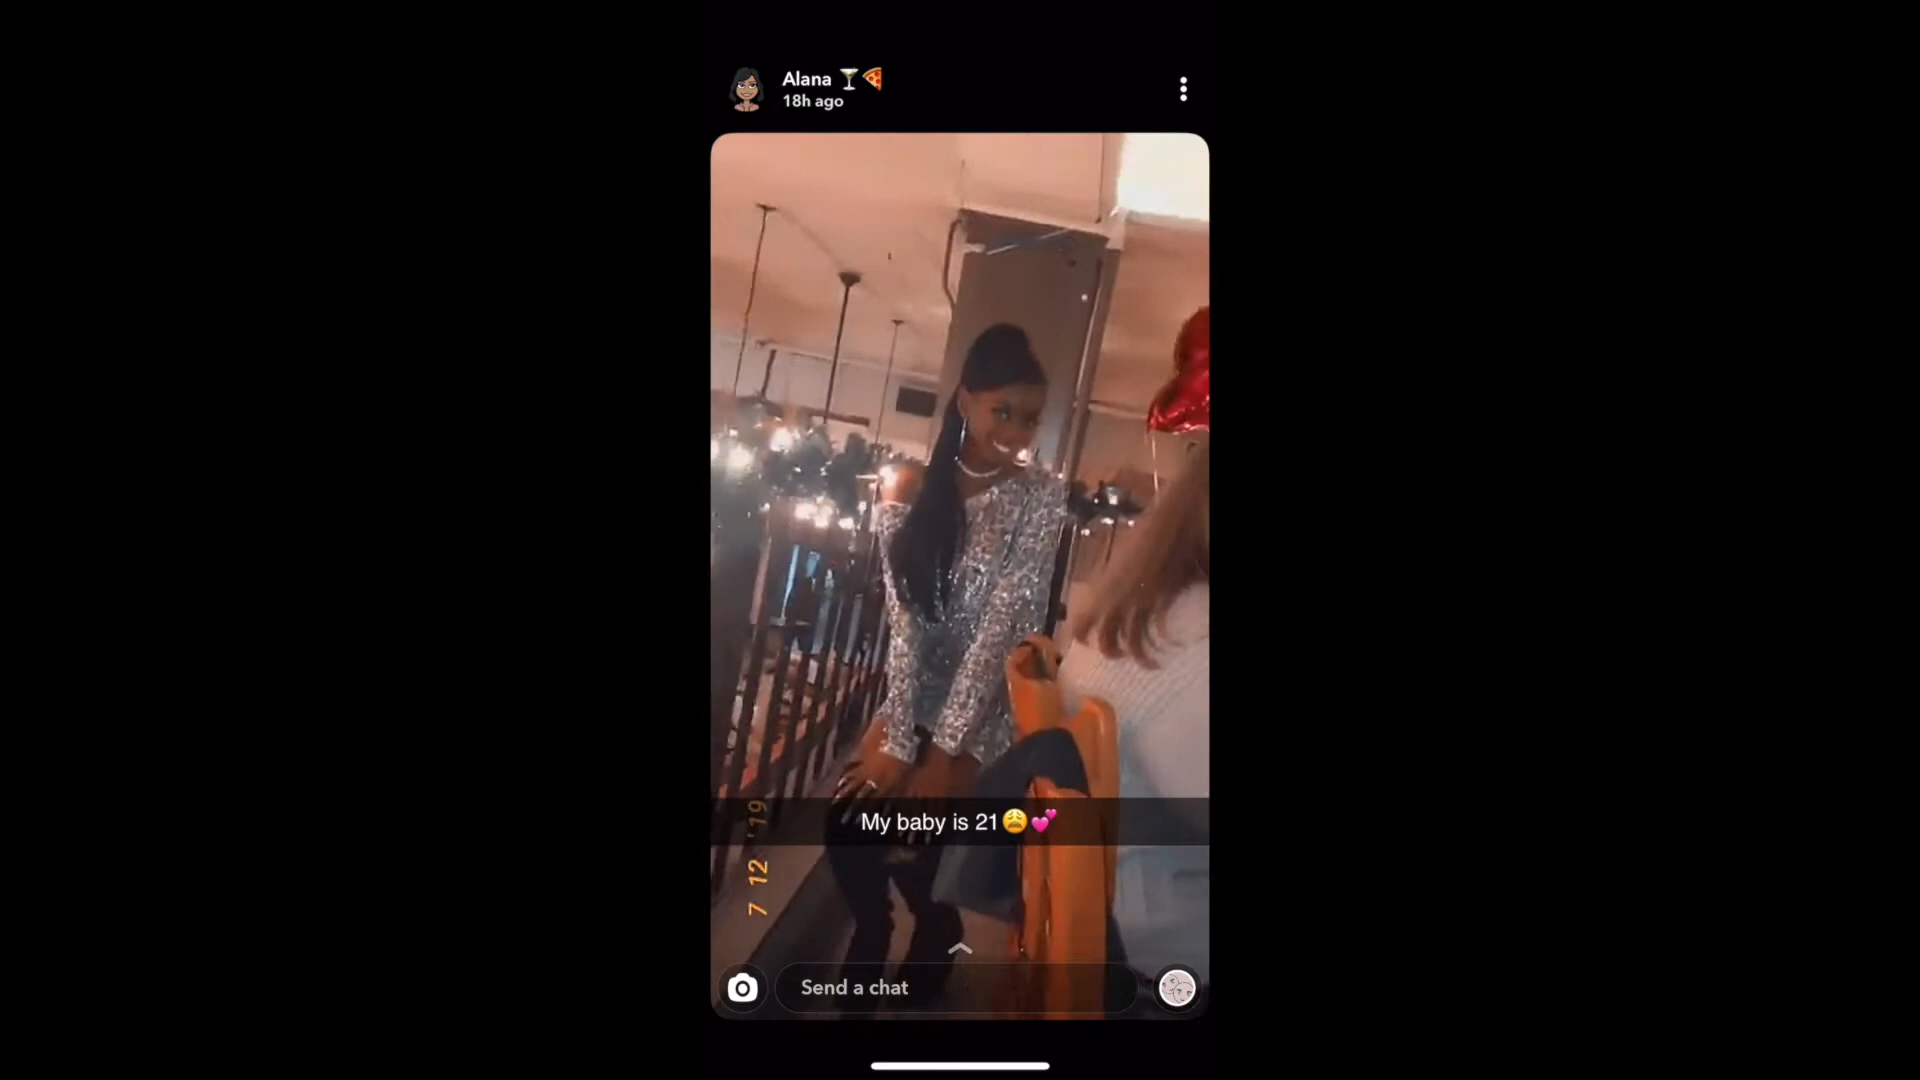 Alana 🍸🍕
18h ago
My baby is 21😩💕
7 12 '19
Send a chat